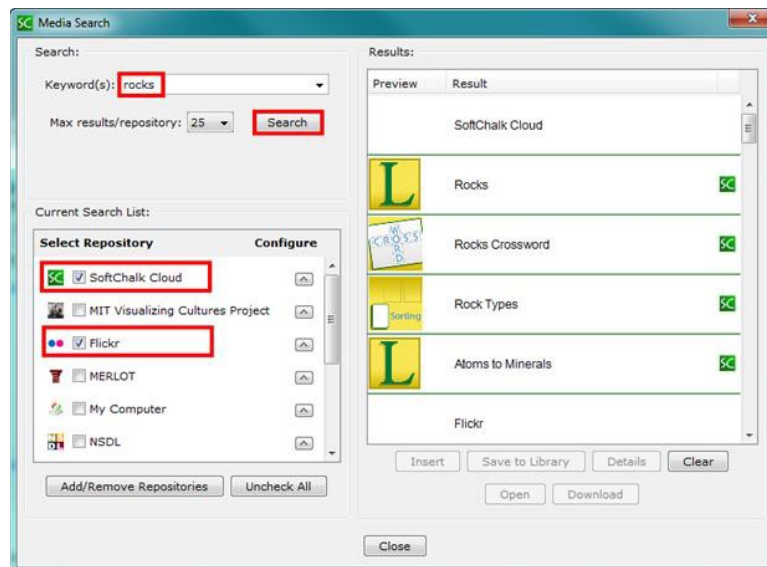 SC Media Search
Search:
Keyword(s): rocks
Max results/repository: 25 Search
Current Search List:
Select Repository Configure
SC SoftChalk Cloud
MIT Visualizing Cultures Project
Flickr
MERLOT
My Computer
NSDL
Add/Remove Repositories Uncheck All
Results:
Preview Result
SoftChalk Cloud
L Rocks SC
CROSS WORD Rocks Crossword SC
Sorting Rock Types SC
L Atoms to Minerals SC
Flickr
Insert Save to Library Details Clear
Open Download
Close